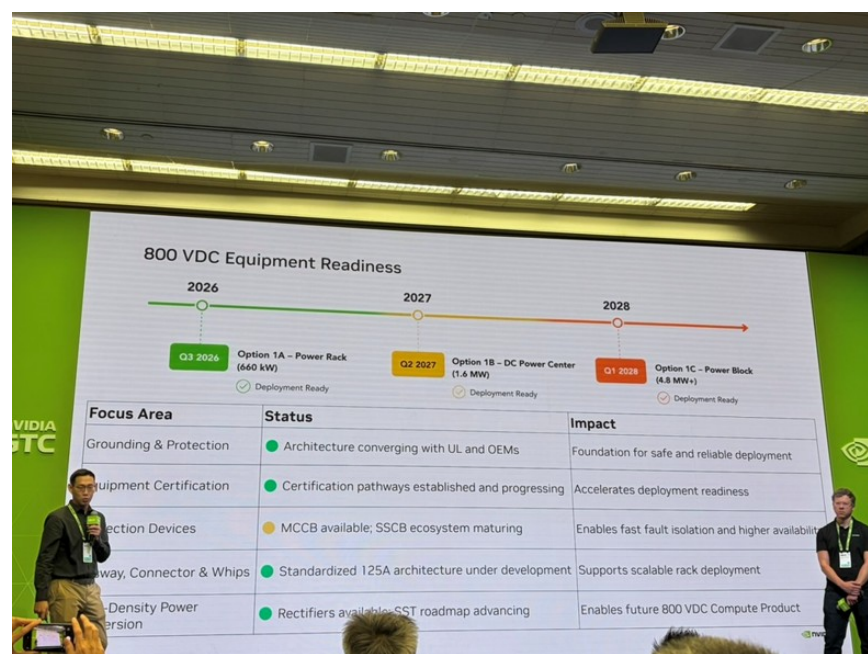 800 VDC Equipment Readiness
2026
2027
2028
Q3 2026
Option 1A – Power Rack
(660 kW)
Deployment Ready
Q2 2027
Option 1B – DC Power Center
(1.6 MW)
Deployment Ready
Q1 2028
Option 1C – Power Block
(4.8 MW+)
Deployment Ready
Focus Area Status Impact
Grounding & Protection Architecture converging with UL and OEMs Foundation for safe and reliable deployment
quipment Certification Certification pathways established and progressing Accelerates deployment readiness
ection Devices MCCB available; SSCB ecosystem maturing Enables fast fault isolation and higher availability
way, Connector & Whips Standardized 125A architecture under development Supports scalable rack deployment
-Density Power
ersion
Rectifiers available; SST roadmap advancing Enables future 800 VDC Compute Product
VIDIA
GTC
nvid